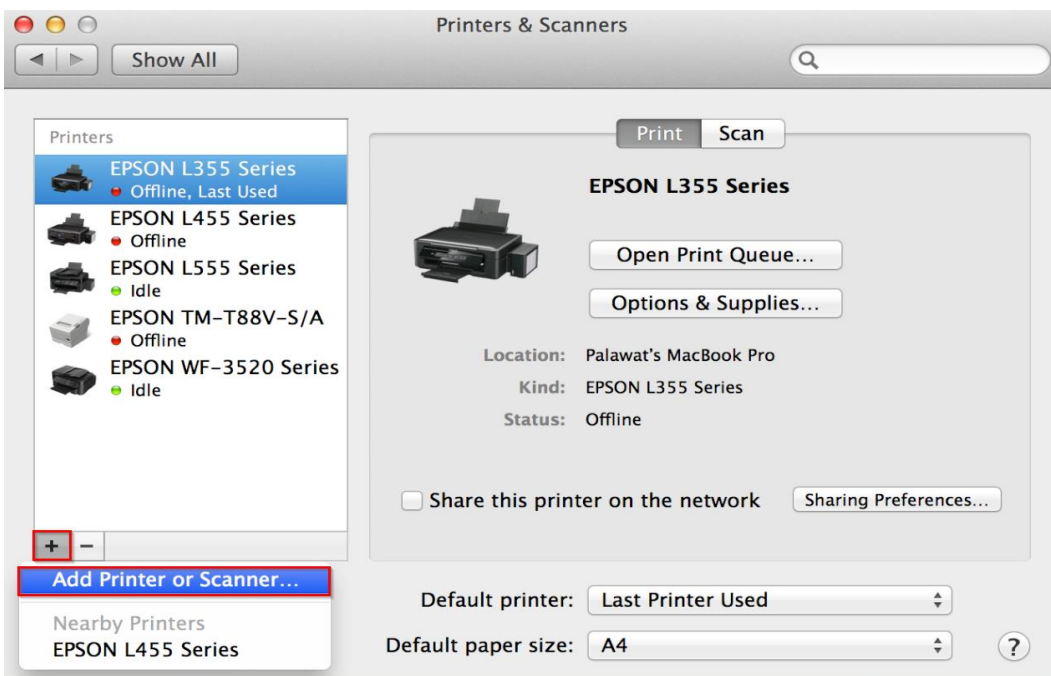 Printers & Scanners
Show All
Printers
EPSON L355 Series
Offline, Last Used
EPSON L455 Series
Offline
EPSON L555 Series
Idle
EPSON TM-T88V-S/A
Offline
EPSON WF-3520 Series
Idle
+ −
Add Printer or Scanner...
Nearby Printers
EPSON L455 Series
Print Scan
EPSON L355 Series
Open Print Queue...
Options & Supplies...
Location: Palawat's MacBook Pro
Kind: EPSON L355 Series
Status: Offline
Share this printer on the network Sharing Preferences...
Default printer: Last Printer Used
Default paper size: A4 ?